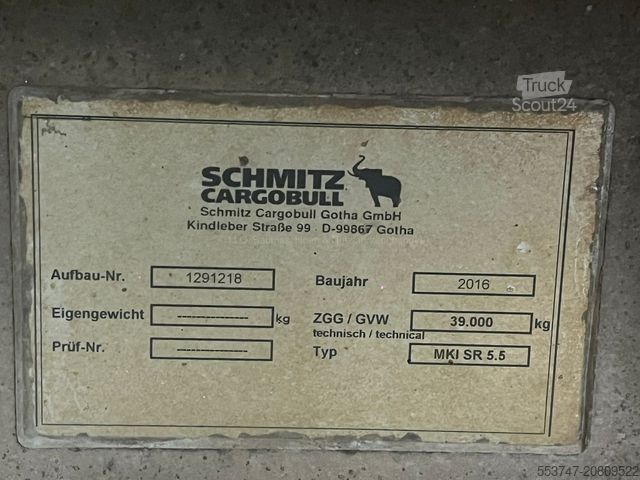 Truck
Scout24
SCHMITZ
CARGOBULL
Schmitz Cargobull Gotha GmbH
Kindleber Straße 99 · D-99867 Gotha
Aufbau-Nr. 1291218 Baujahr 2016
Eigengewicht --------------- kg ZGG / GVW 39.000 kg
technisch / technical
Prüf-Nr. --------------- Typ MKI SR 5.5
553747-20809522